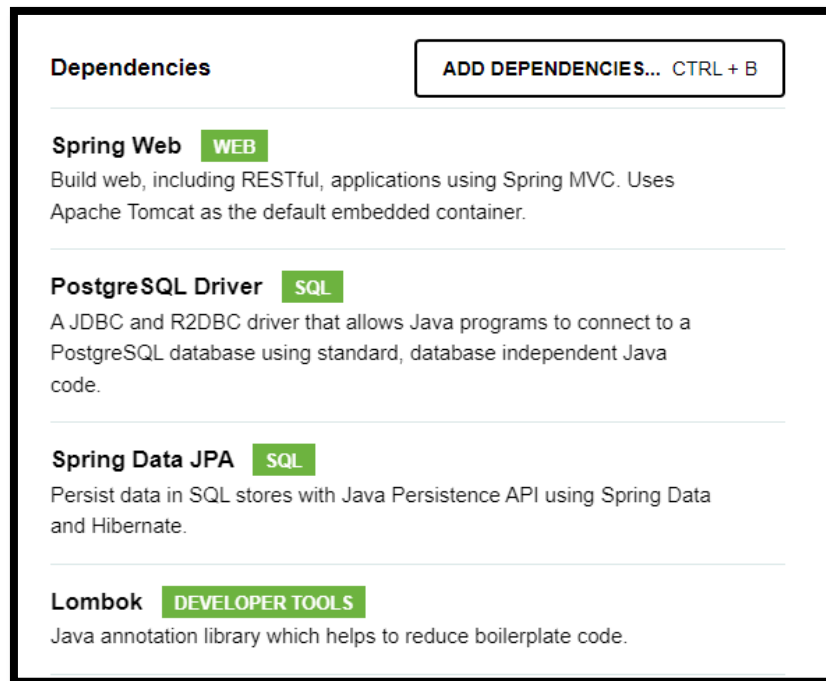 Dependencies
ADD DEPENDENCIES... CTRL + B
Spring Web WEB
Build web, including RESTful, applications using Spring MVC. Uses
Apache Tomcat as the default embedded container.
PostgreSQL Driver SQL
A JDBC and R2DBC driver that allows Java programs to connect to a
PostgreSQL database using standard, database independent Java
code.
Spring Data JPA SQL
Persist data in SQL stores with Java Persistence API using Spring Data
and Hibernate.
Lombok DEVELOPER TOOLS
Java annotation library which helps to reduce boilerplate code.